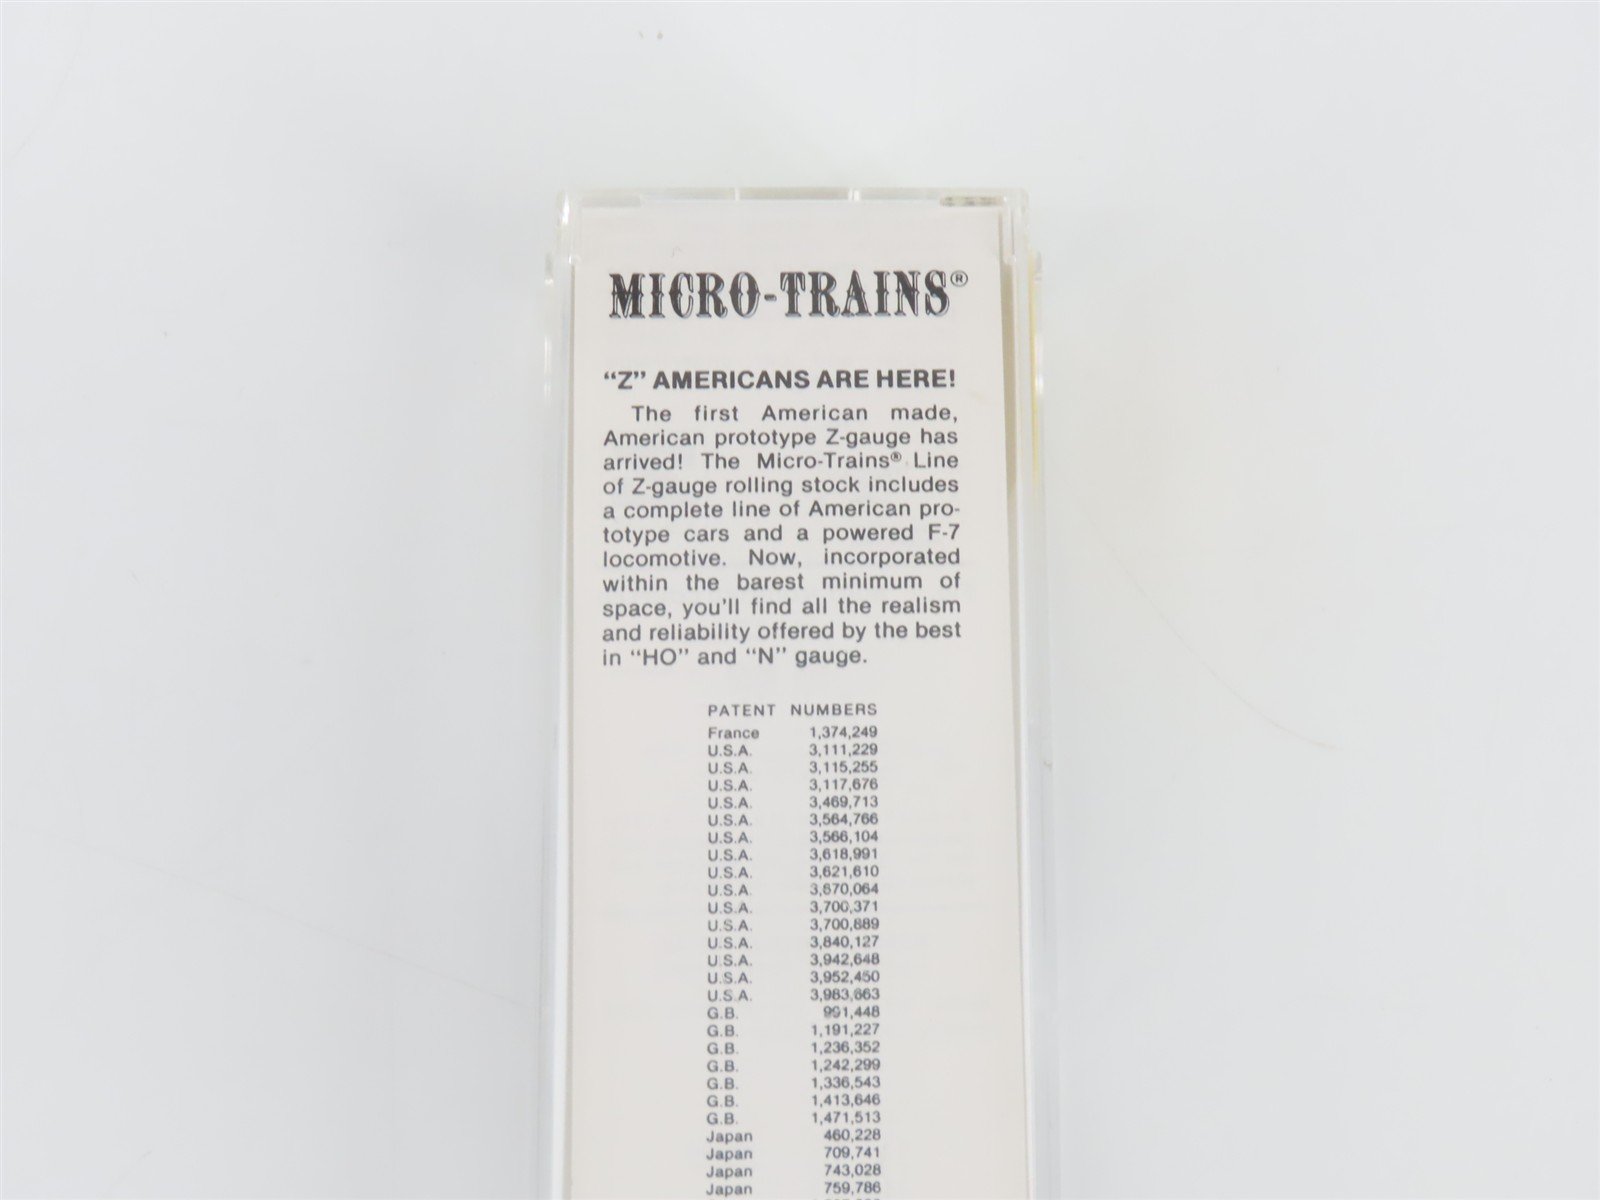 MICRO-TRAINS®
“Z” AMERICANS ARE HERE!
The first American made,
American prototype Z-gauge has
arrived! The Micro-Trains® Line
of Z-gauge rolling stock includes
a complete line of American pro-
totype cars and a powered F-7
locomotive. Now, incorporated
within the barest minimum of
space, you’ll find all the realism
and reliability offered by the best
in “HO” and “N” gauge.
PATENT NUMBERS
France 1,374,249
U.S.A. 3,111,229
U.S.A. 3,115,255
U.S.A. 3,117,676
U.S.A. 3,469,713
U.S.A. 3,564,766
U.S.A. 3,566,104
U.S.A. 3,618,991
U.S.A. 3,621,610
U.S.A. 3,670,064
U.S.A. 3,700,371
U.S.A. 3,700,889
U.S.A. 3,840,127
U.S.A. 3,942,648
U.S.A. 3,952,450
U.S.A. 3,983,663
G.B. 991,448
G.B. 1,191,227
G.B. 1,236,352
G.B. 1,242,299
G.B. 1,336,543
G.B. 1,413,646
G.B. 1,471,513
Japan 460,228
Japan 709,741
Japan 743,028
Japan 759,786